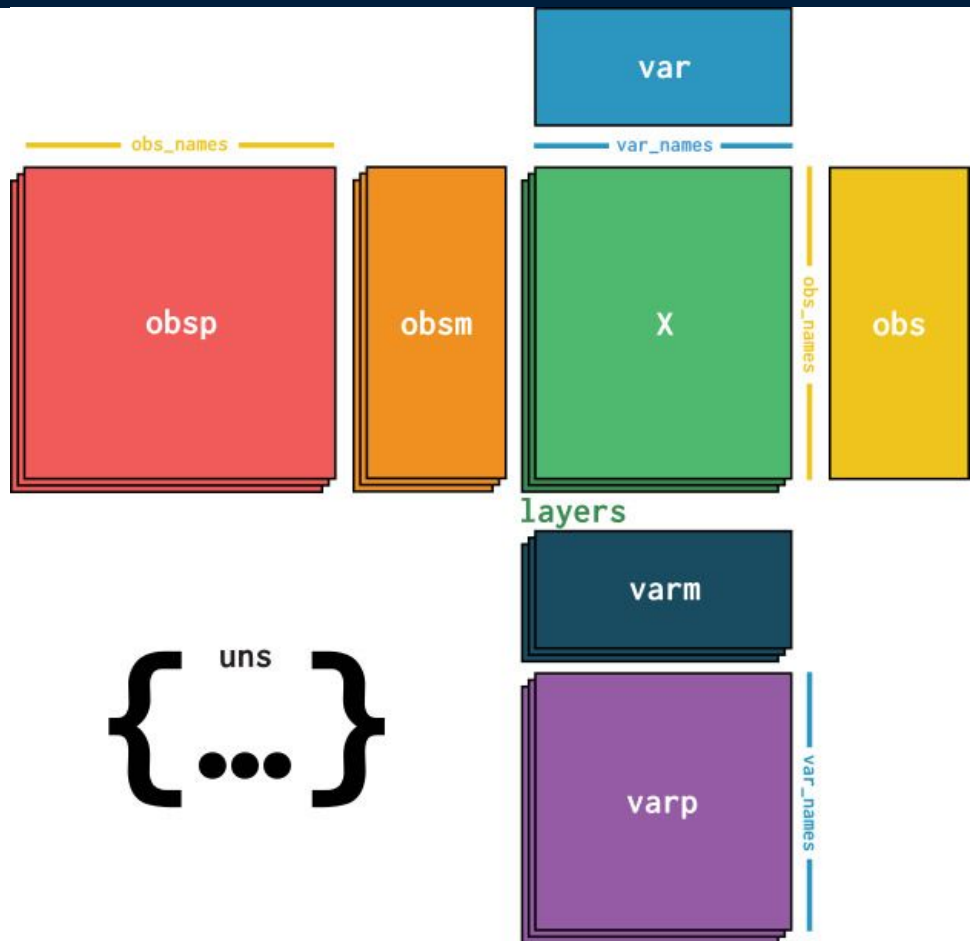 var
obs_names
var_names
obsp
obsm
X
obs_names
obs
layers
varm
uns
{ ... }
varp
var_names